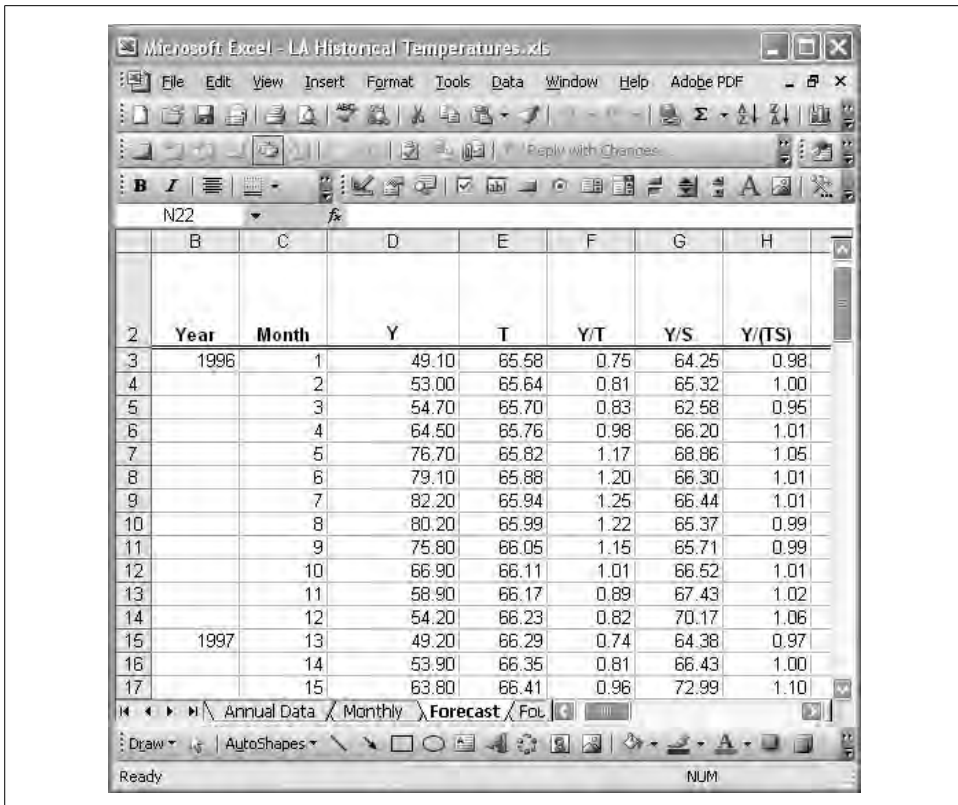 Microsoft Excel - LA Historical Temperatures.xls
File Edit View Insert Format Tools Data Window Help Adobe PDF
Reply with Changes...
B I
N22 fx
B C D E F G H
2 Year Month Y T Y/T Y/S Y/(TS)
3 1996 1 49.10 65.58 0.75 64.25 0.98
4 2 53.00 65.64 0.81 65.32 1.00
5 3 54.70 65.70 0.83 62.58 0.95
6 4 64.50 65.76 0.98 66.20 1.01
7 5 76.70 65.82 1.17 68.86 1.05
8 6 79.10 65.88 1.20 66.30 1.01
9 7 82.20 65.94 1.25 66.44 1.01
10 8 80.20 65.99 1.22 65.37 0.99
11 9 75.80 66.05 1.15 65.71 0.99
12 10 66.90 66.11 1.01 66.52 1.01
13 11 58.90 66.17 0.89 67.43 1.02
14 12 54.20 66.23 0.82 70.17 1.06
15 1997 13 49.20 66.29 0.74 64.38 0.97
16 14 53.90 66.35 0.81 66.43 1.00
17 15 63.80 66.41 0.96 72.99 1.10
Annual Data Monthly Forecast Fou
Draw AutoShapes
Ready NUM